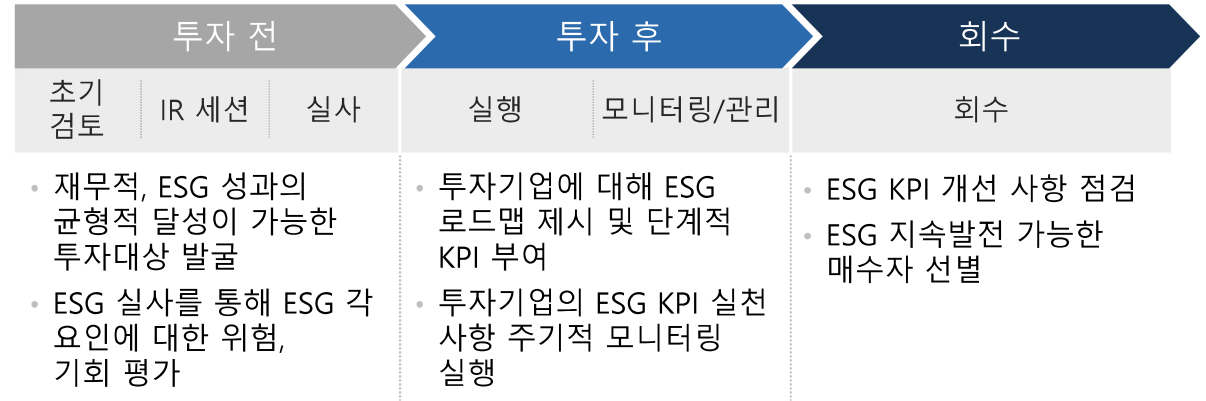 투자 전
투자 후
회수
초기
검토
IR 세션
실사
실행
모니터링/관리
회수
• 재무적, ESG 성과의
균형적 달성이 가능한
투자대상 발굴
• ESG 실사를 통해 ESG 각
요인에 대한 위험,
기회 평가
• 투자기업에 대해 ESG
로드맵 제시 및 단계적
KPI 부여
• 투자기업의 ESG KPI 실천
사항 주기적 모니터링
실행
• ESG KPI 개선 사항 점검
• ESG 지속발전 가능한
매수자 선별